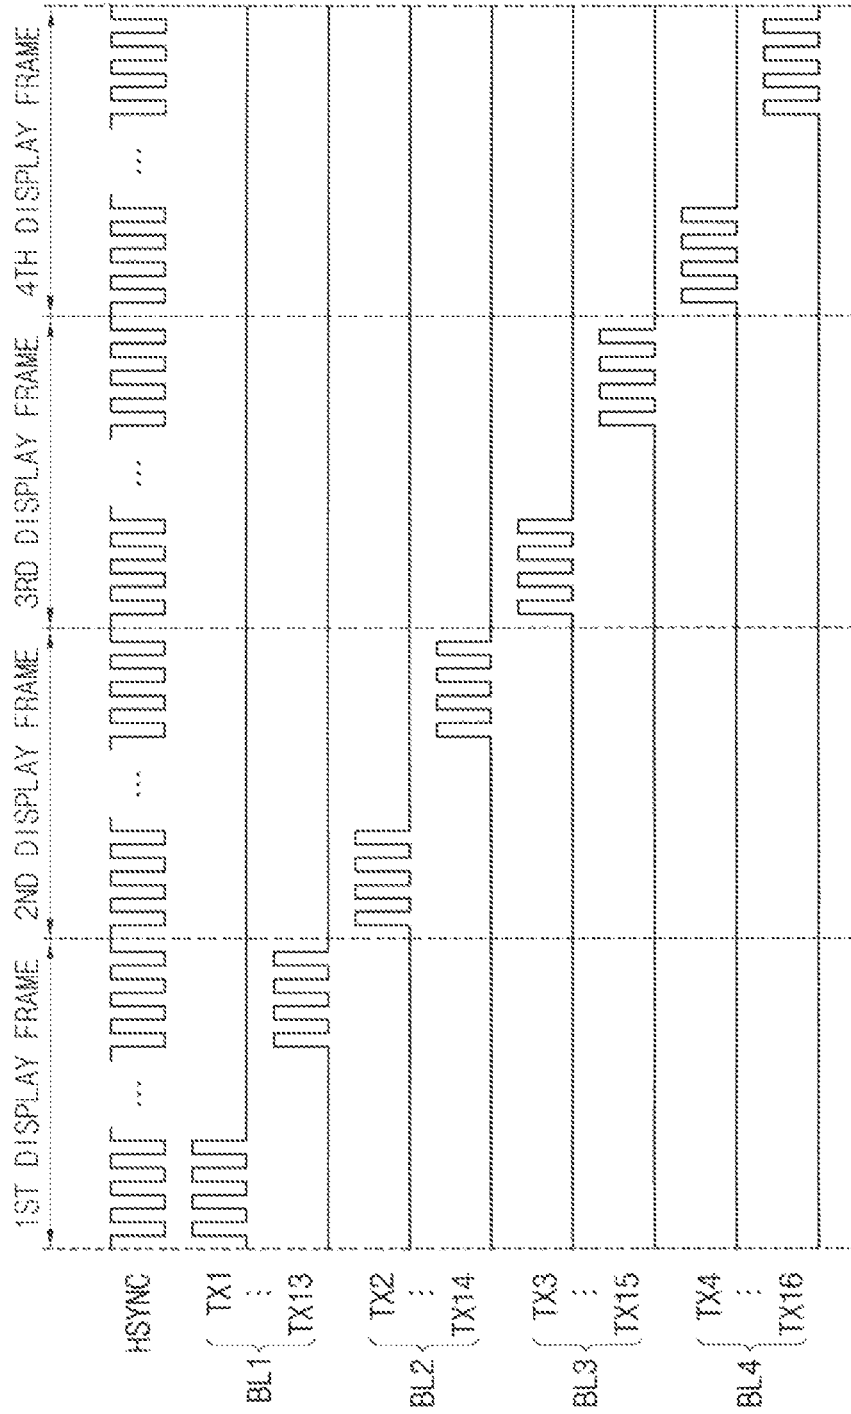 1ST DISPLAY FRAME
2ND DISPLAY FRAME
3RD DISPLAY FRAME
4TH DISPLAY FRAME
HSYNC
...
...
...
...
BL1
TX1
⋮
TX13
BL2
TX2
⋮
TX14
BL3
TX3
⋮
TX15
BL4
TX4
⋮
TX16